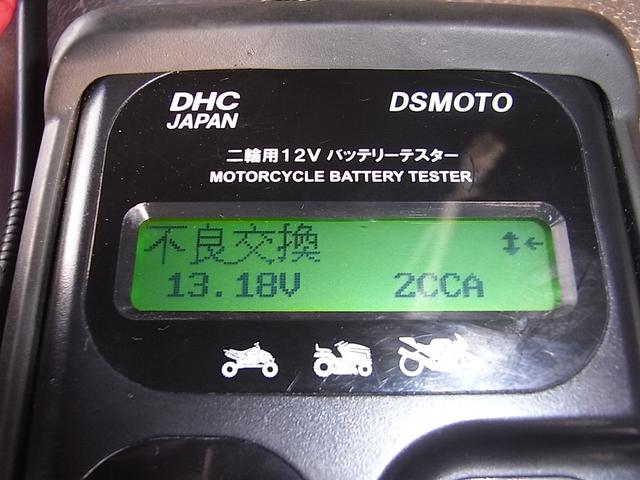 DHC
JAPAN
DSMOTO
二輪用12V バッテリーテスター
MOTORCYCLE BATTERY TESTER
不良交換
13.18V 2CCA